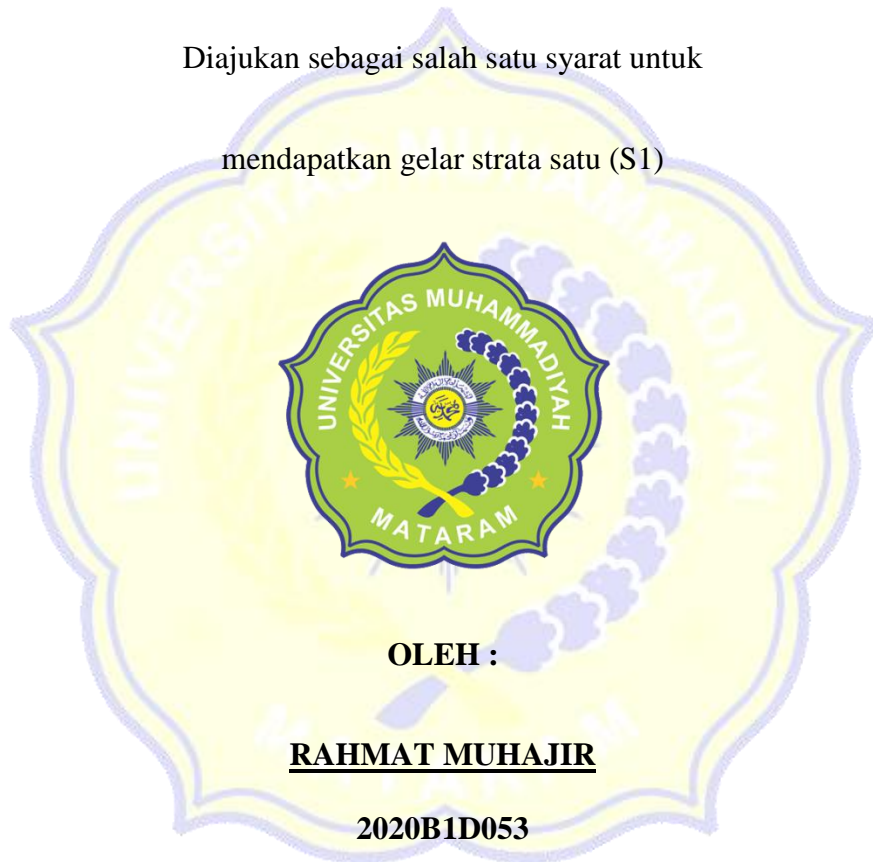 Diajukan sebagai salah satu syarat untuk
mendapatkan gelar strata satu (S1)
UNIVERSITAS MUHAMMADIYAH
MATARAM
OLEH :
RAHMAT MUHAJIR
2020B1D053